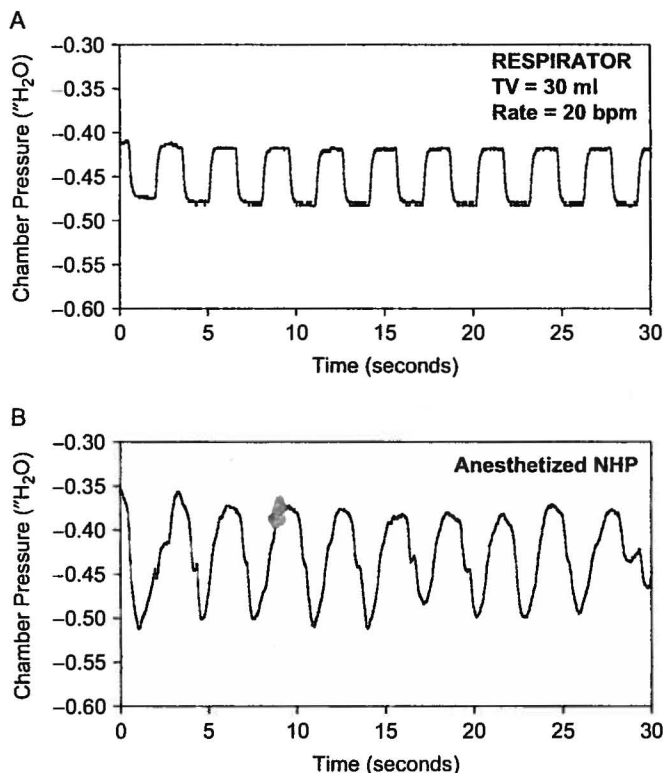 A
RESPIRATOR
TV = 30 ml
Rate = 20 bpm
Chamber Pressure ("H₂O)
−0.30
−0.35
−0.40
−0.45
−0.50
−0.55
−0.60
0 5 10 15 20 25 30
Time (seconds)
B
Anesthetized NHP
Chamber Pressure ("H₂O)
−0.30
−0.35
−0.40
−0.45
−0.50
−0.55
−0.60
0 5 10 15 20 25 30
Time (seconds)